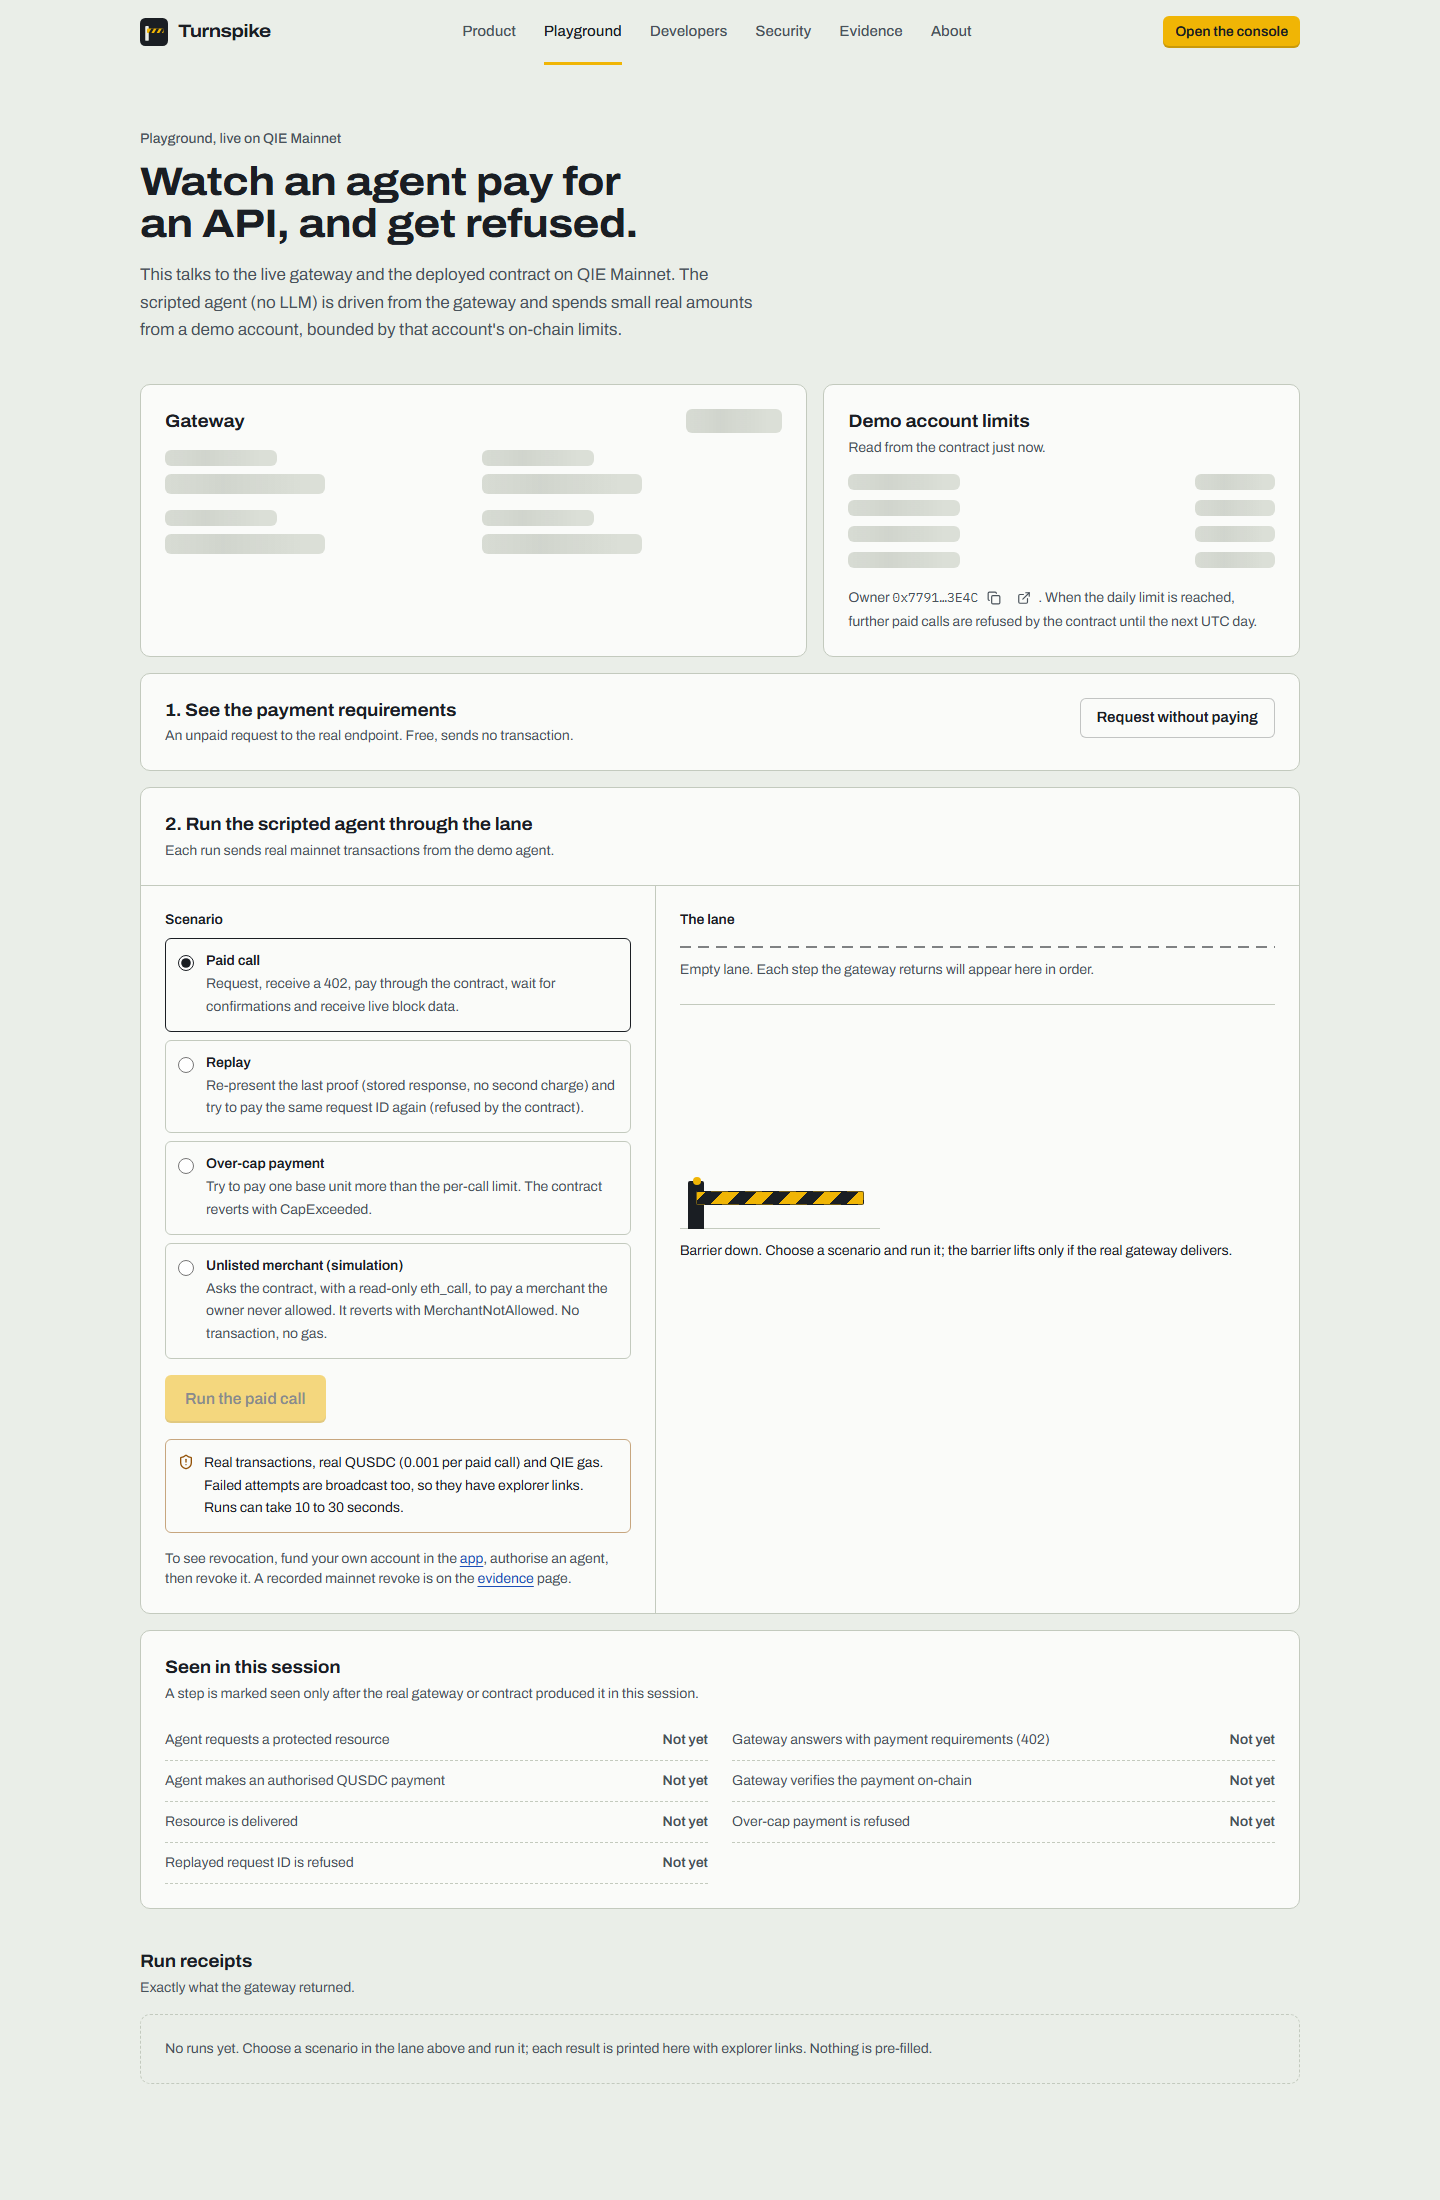 Turnspike
Product
Playground
Developers
Security
Evidence
About
Open the console
Playground, live on QIE Mainnet
Watch an agent pay for
an API, and get refused.
This talks to the live gateway and the deployed contract on QIE Mainnet. The
scripted agent (no LLM) is driven from the gateway and spends small real amounts
from a demo account, bounded by that account's on-chain limits.
Gateway
Demo account limits
Read from the contract just now.
Owner 0x7791…3E4C . When the daily limit is reached,
further paid calls are refused by the contract until the next UTC day.
1. See the payment requirements
An unpaid request to the real endpoint. Free, sends no transaction.
Request without paying
2. Run the scripted agent through the lane
Each run sends real mainnet transactions from the demo agent.
Scenario
Paid call
Request, receive a 402, pay through the contract, wait for
confirmations and receive live block data.
Replay
Re-present the last proof (stored response, no second charge) and
try to pay the same request ID again (refused by the contract).
Over-cap payment
Try to pay one base unit more than the per-call limit. The contract
reverts with CapExceeded.
Unlisted merchant (simulation)
Asks the contract, with a read-only eth_call, to pay a merchant the
owner never allowed. It reverts with MerchantNotAllowed. No
transaction, no gas.
Run the paid call
Real transactions, real QUSDC (0.001 per paid call) and QIE gas.
Failed attempts are broadcast too, so they have explorer links.
Runs can take 10 to 30 seconds.
To see revocation, fund your own account in the app, authorise an agent,
then revoke it. A recorded mainnet revoke is on the evidence page.
The lane
Empty lane. Each step the gateway returns will appear here in order.
Barrier down. Choose a scenario and run it; the barrier lifts only if the real gateway delivers.
Seen in this session
A step is marked seen only after the real gateway or contract produced it in this session.
Agent requests a protected resource Not yet
Gateway answers with payment requirements (402) Not yet
Agent makes an authorised QUSDC payment Not yet
Gateway verifies the payment on-chain Not yet
Resource is delivered Not yet
Over-cap payment is refused Not yet
Replayed request ID is refused Not yet
Run receipts
Exactly what the gateway returned.
No runs yet. Choose a scenario in the lane above and run it; each result is printed here with explorer links. Nothing is pre-filled.